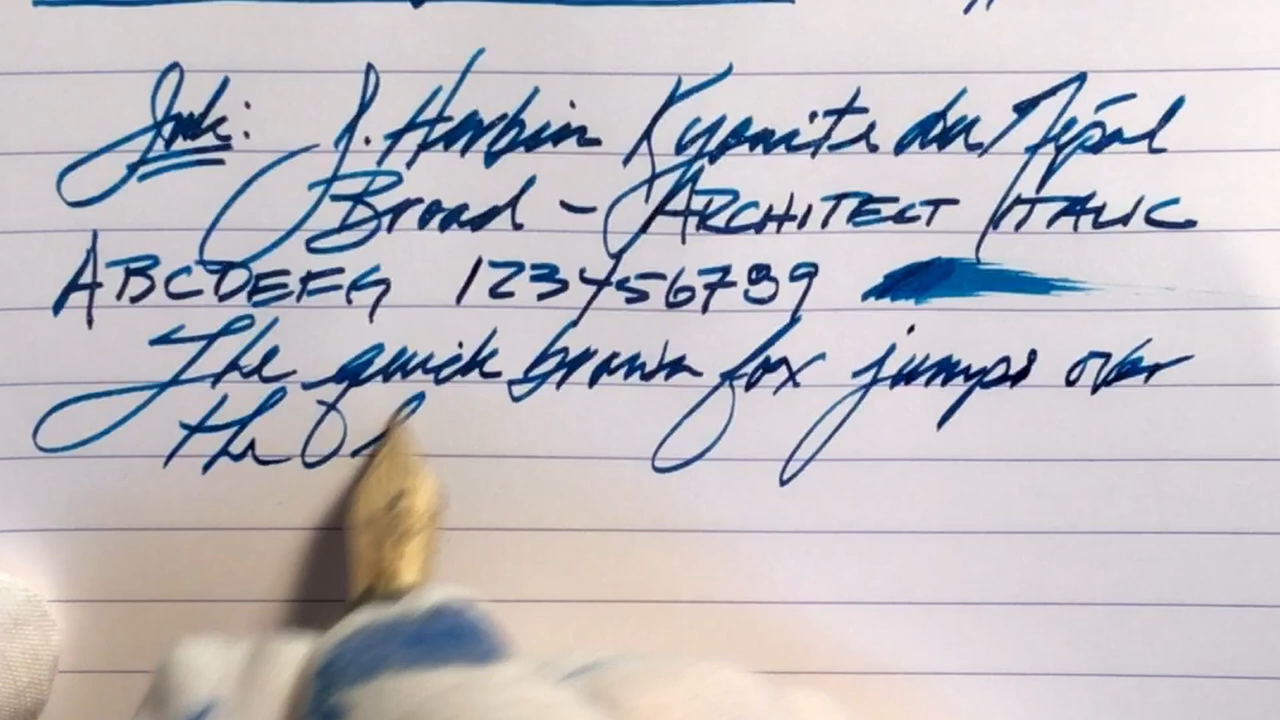 Ink: J. Herbin Kyanite du Népal
Broad - ARCHITECT ITALIC
ABCDEFG 123456789
The quick brown fox jumps over
the